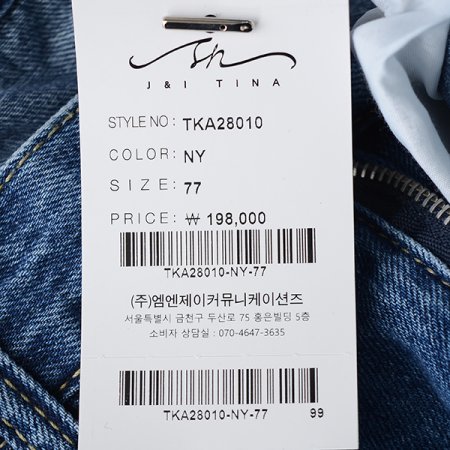 J & I TINA
STYLE NO : TKA28010
COLOR: NY
SIZE: 77
PRICE: ₩ 198,000
TKA28010-NY-77
(주)엠엔제이커뮤니케이션즈
서울특별시 금천구 두산로 75 홍은빌딩 5층
소비자 상담실 : 070-4647-3635
TKA28010-NY-77 99